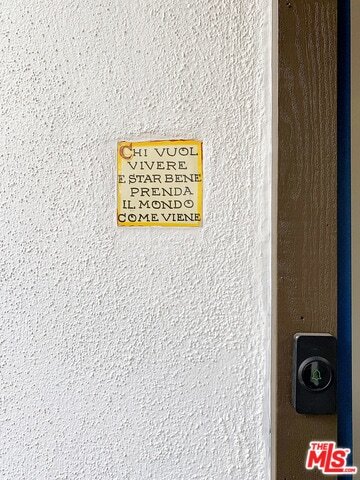 CHI VUOL
VIVERE
E STAR BENE
PRENDA
IL MONDO
COME VIENE
THE
MLS